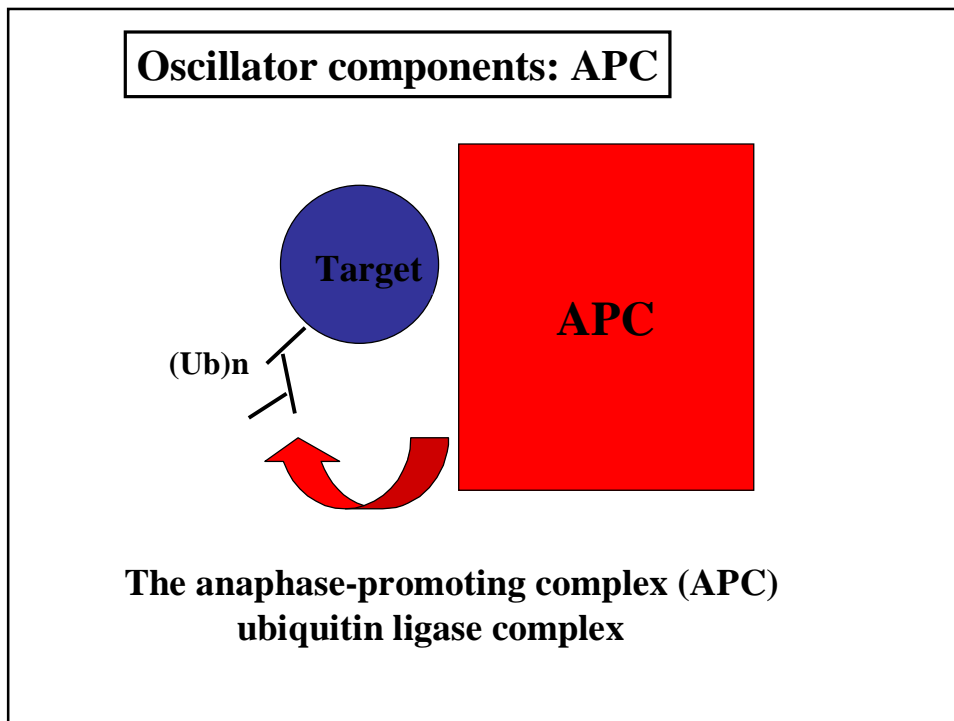 Oscillator components: APC
Target
APC
(Ub)n
The anaphase-promoting complex (APC)
ubiquitin ligase complex